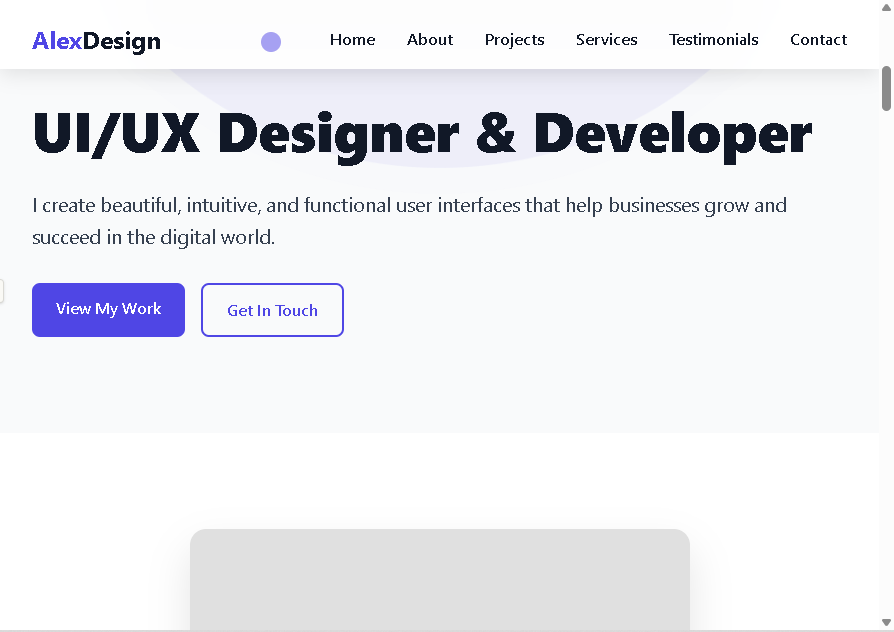 AlexDesign
Home About Projects Services Testimonials Contact
UI/UX Designer & Developer
I create beautiful, intuitive, and functional user interfaces that help businesses grow and
succeed in the digital world.
View My Work
Get In Touch